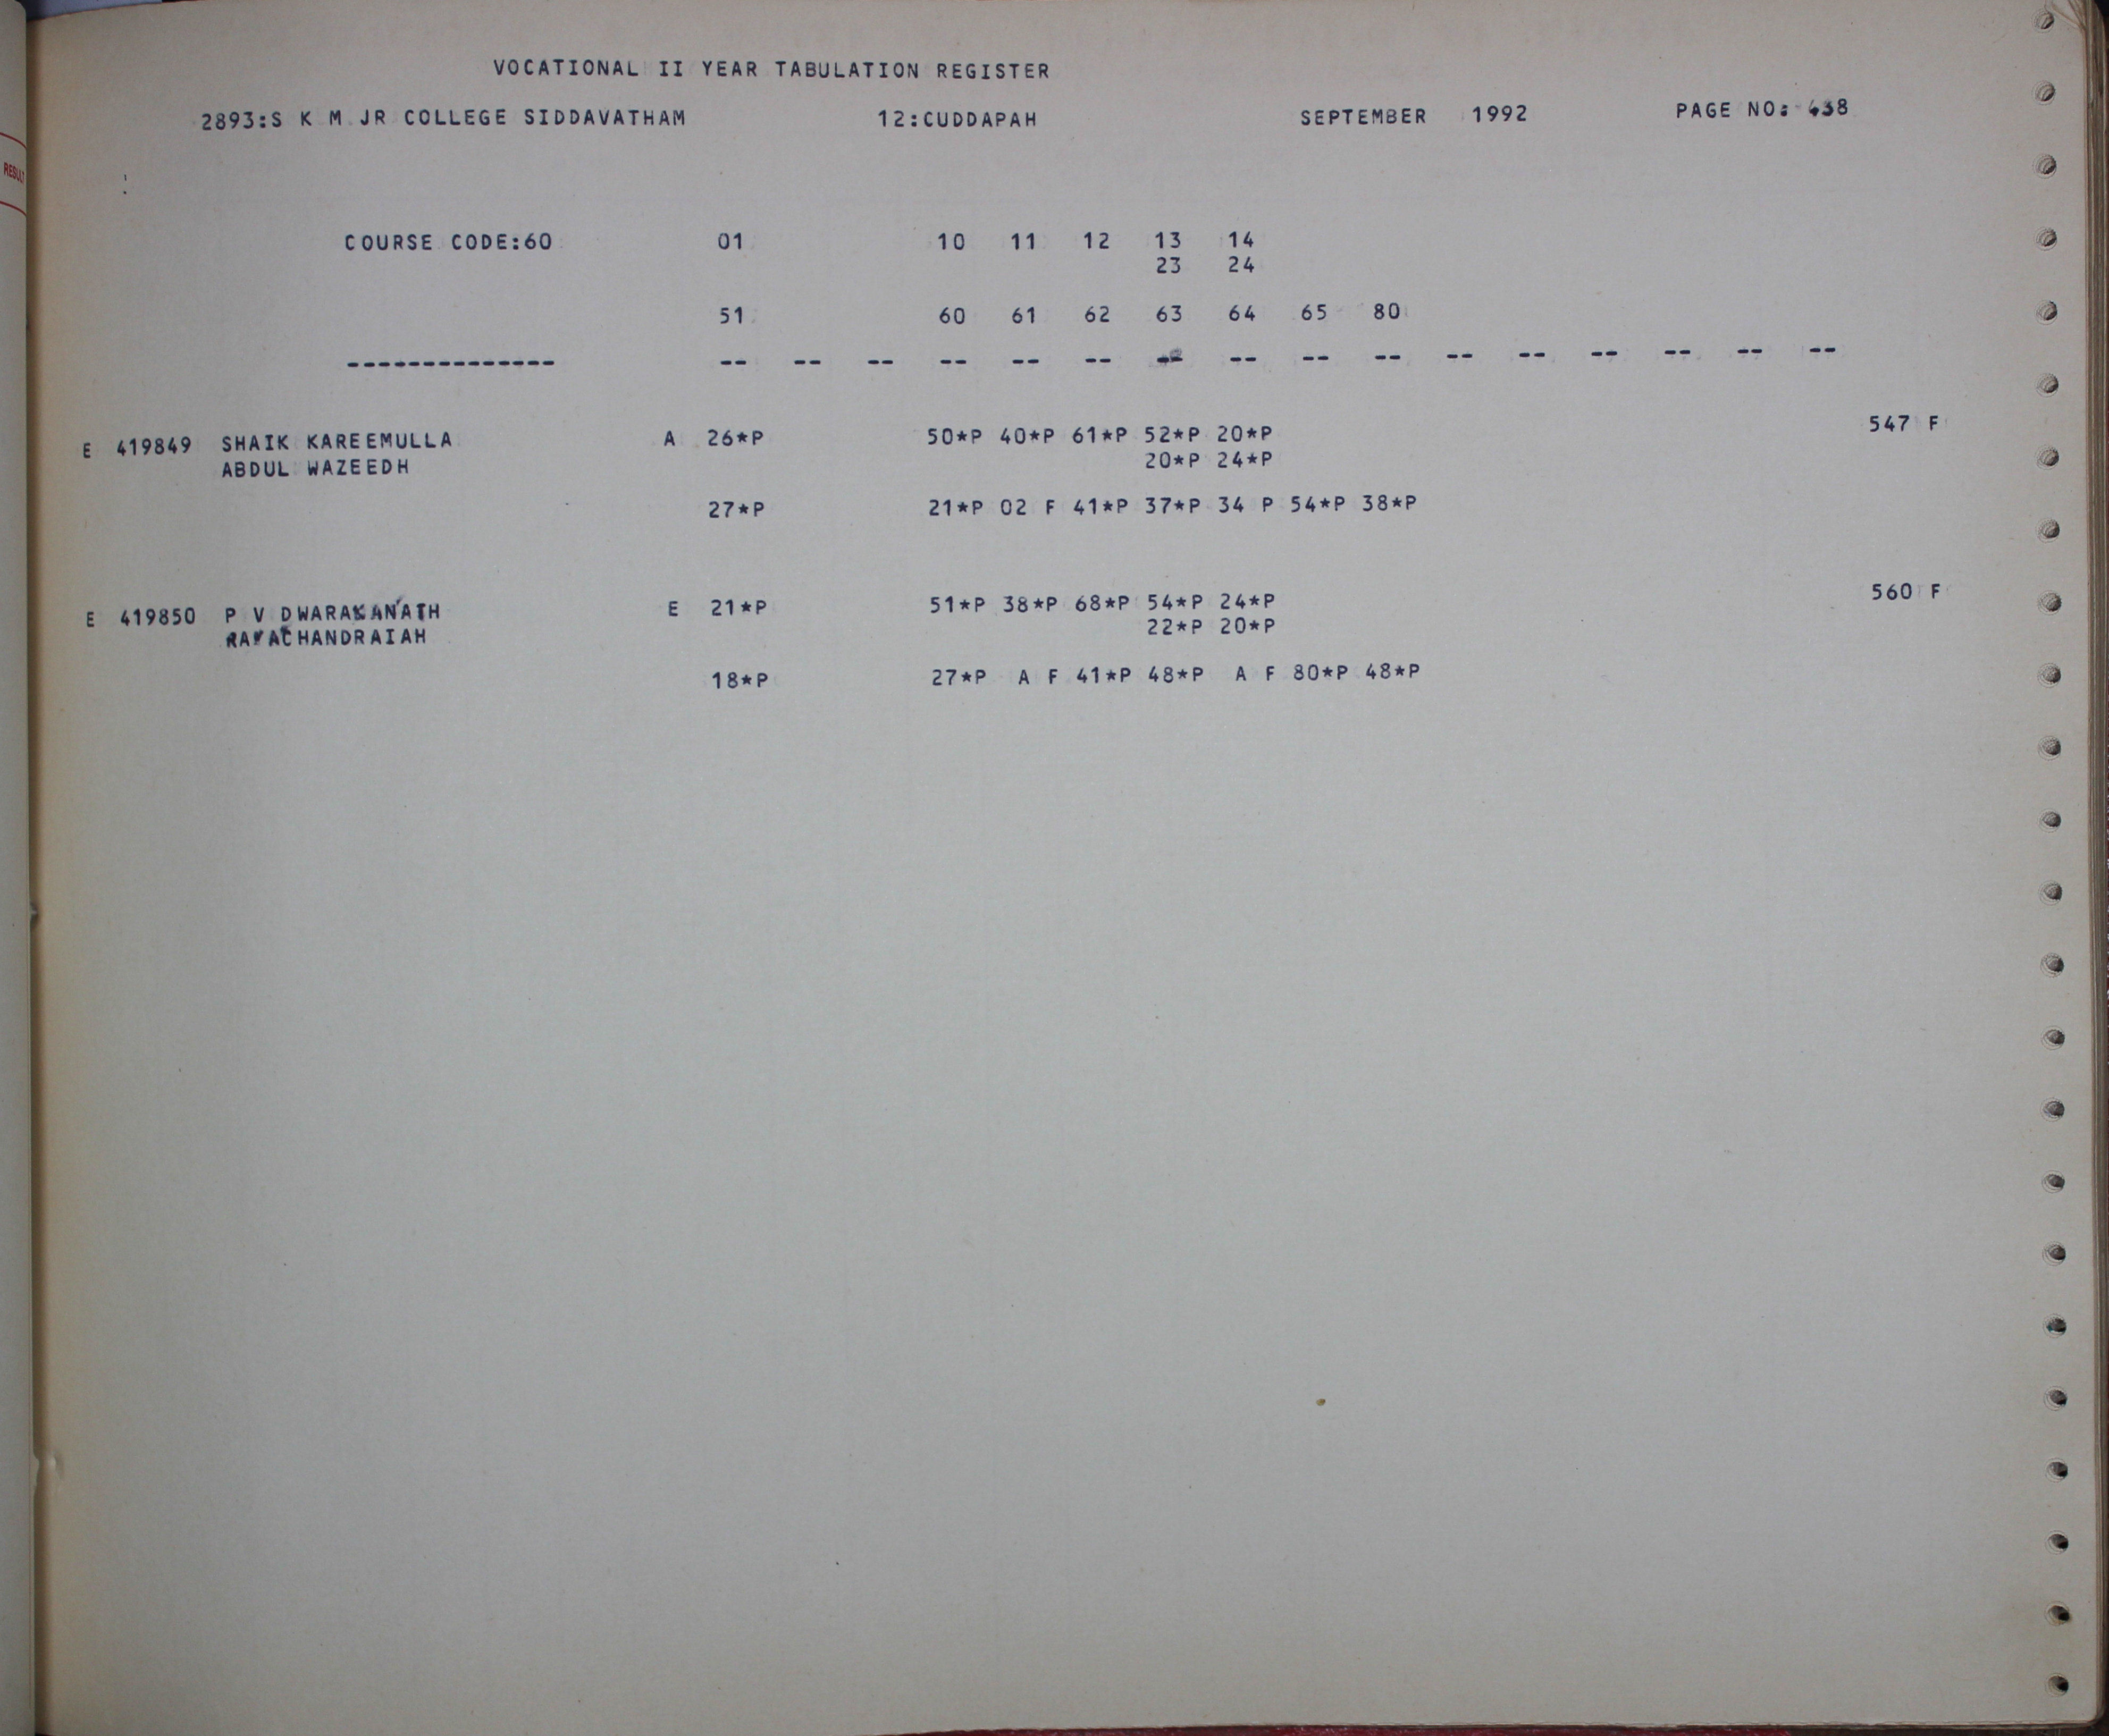 VOCATIONAL II YEAR TABULATION REGISTER
2893:S K M JR COLLEGE SIDDAVATHAM 12:CUDDAPAH SEPTEMBER 1992 PAGE NO: 438
COURSE CODE:60 01 10 11 12 13 14
23 24
51 60 61 62 63 64 65 80
-------------- -- -- -- -- -- -- -- -- -- -- -- -- -- -- -- --
E 419849 SHAIK KAREEMULLA A 26*P 50*P 40*P 61*P 52*P 20*P 547 F
ABDUL WAZEEDH 20*P 24*P
27*P 21*P 02 F 41*P 37*P 34 P 54*P 38*P
E 419850 P V DWARAKANATH E 21*P 51*P 38*P 68*P 54*P 24*P 560 F
22*P 20*P
18*P 27*P A F 41*P 48*P A F 80*P 48*P